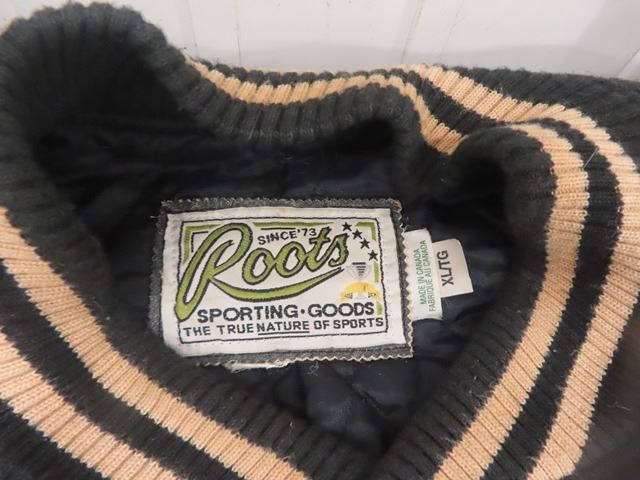 SINCE '73
Roots
SPORTING·GOODS
THE TRUE NATURE OF SPORTS
MADE IN CANADA
FABRIQUÉ AU CANADA
XL/TG